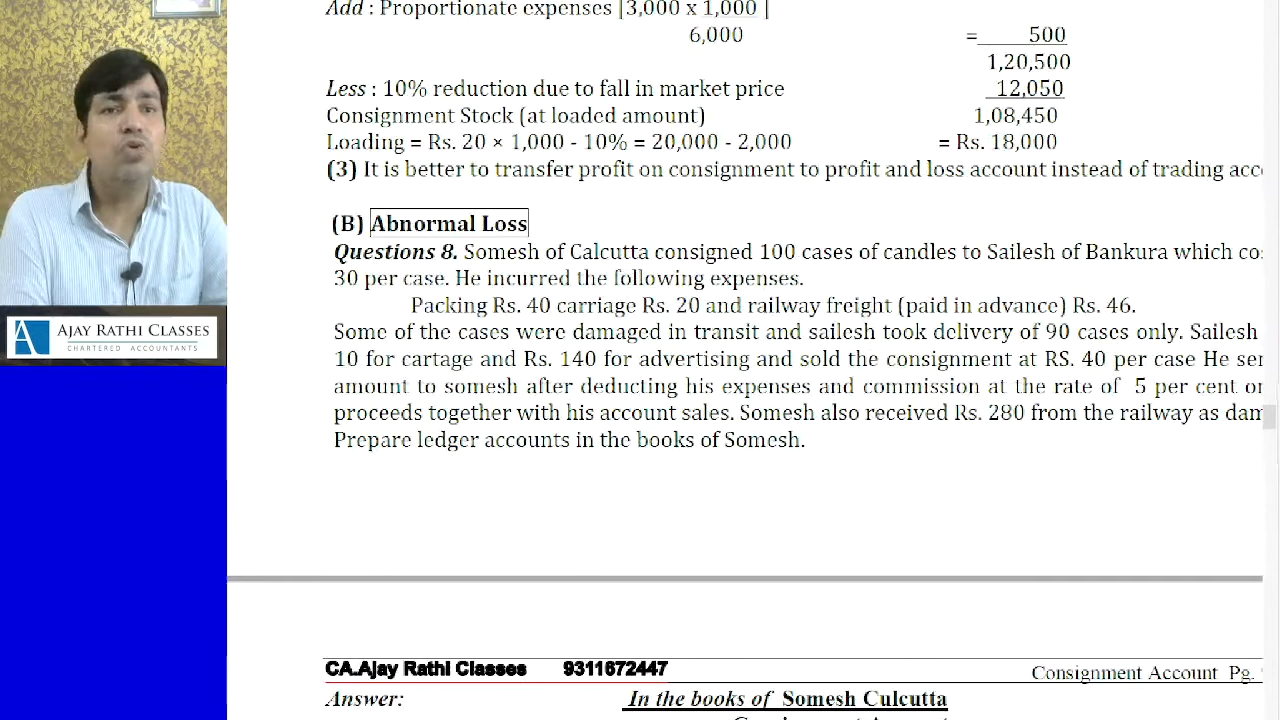 Add : Proportionate expenses [3,000 x 1,000 ]
6,000 = 500
1,20,500
Less : 10% reduction due to fall in market price 12,050
Consignment Stock (at loaded amount) 1,08,450
Loading = Rs. 20 × 1,000 - 10% = 20,000 - 2,000 = Rs. 18,000
(3) It is better to transfer profit on consignment to profit and loss account instead of trading
(B) Abnormal Loss
Questions 8. Somesh of Calcutta consigned 100 cases of candles to Sailesh of Bankura which
30 per case. He incurred the following expenses.
Packing Rs. 40 carriage Rs. 20 and railway freight (paid in advance) Rs. 46.
Some of the cases were damaged in transit and sailesh took delivery of 90 cases only. Sailesh
10 for cartage and Rs. 140 for advertising and sold the consignment at RS. 40 per case He
amount to somesh after deducting his expenses and commission at the rate of 5 per cent
proceeds together with his account sales. Somesh also received Rs. 280 from the railway as
Prepare ledger accounts in the books of Somesh.
AJAY RATHI CLASSES
CHARTERED ACCOUNTANTS
CA.Ajay Rathi Classes 9311672447
Consignment Account Pg.
Answer: In the books of Somesh Culcutta